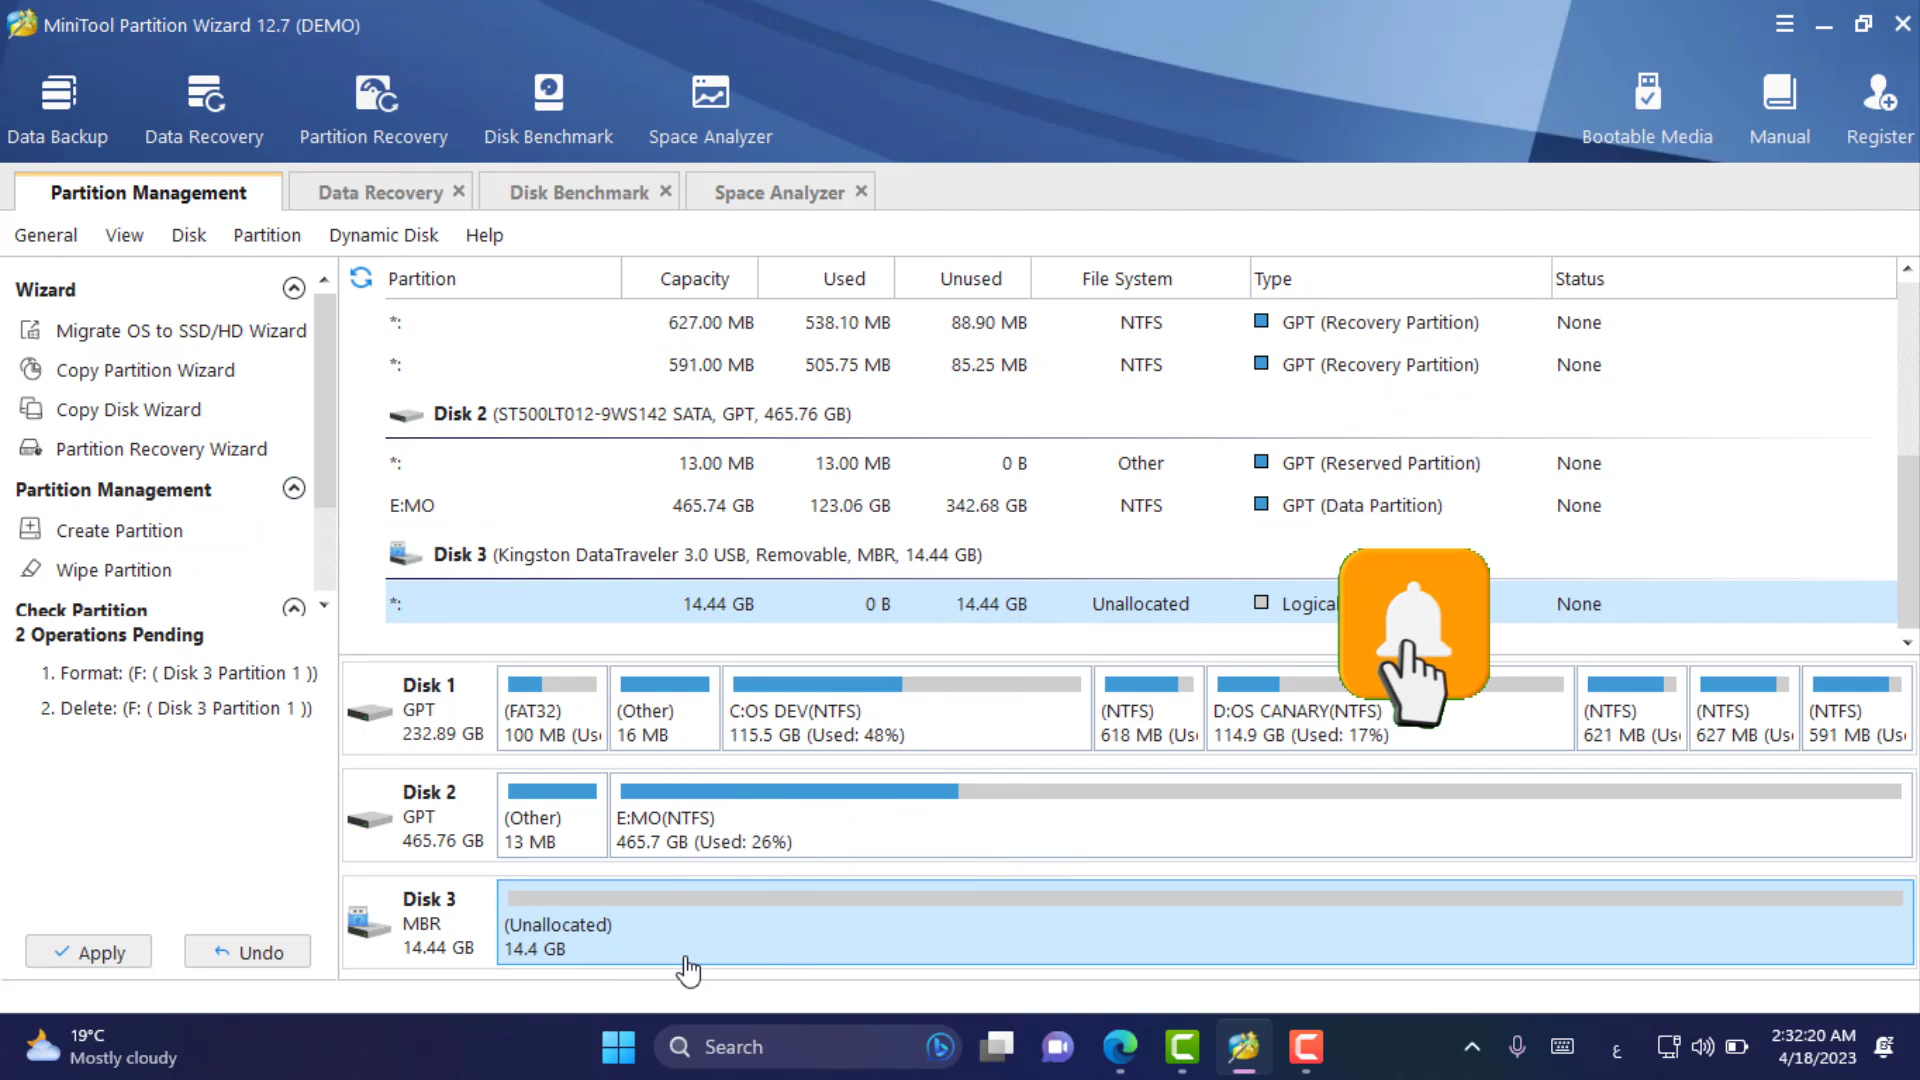 MiniTool Partition Wizard 12.7 (DEMO)
Data Backup
Data Recovery
Partition Recovery
Disk Benchmark
Space Analyzer
Bootable Media
Manual
Register
Partition Management
Data Recovery
Disk Benchmark
Space Analyzer
General View Disk Partition Dynamic Disk Help
Wizard
Migrate OS to SSD/HD Wizard
Copy Partition Wizard
Copy Disk Wizard
Partition Recovery Wizard
Partition Management
Create Partition
Wipe Partition
Check Partition
2 Operations Pending
1. Format: (F: ( Disk 3 Partition 1 ))
2. Delete: (F: ( Disk 3 Partition 1 ))
Apply
Undo
Partition Capacity Used Unused File System Type Status
*: 627.00 MB 538.10 MB 88.90 MB NTFS GPT (Recovery Partition) None
*: 591.00 MB 505.75 MB 85.25 MB NTFS GPT (Recovery Partition) None
Disk 2 (ST500LT012-9WS142 SATA, GPT, 465.76 GB)
*: 13.00 MB 13.00 MB 0 B Other GPT (Reserved Partition) None
E:MO 465.74 GB 123.06 GB 342.68 GB NTFS GPT (Data Partition) None
Disk 3 (Kingston DataTraveler 3.0 USB, Removable, MBR, 14.44 GB)
*: 14.44 GB 0 B 14.44 GB Unallocated Logical None
Disk 1
GPT
232.89 GB
(FAT32)
100 MB (Us
(Other)
16 MB
C:OS DEV(NTFS)
115.5 GB (Used: 48%)
(NTFS)
618 MB (Us
D:OS CANARY(NTFS)
114.9 GB (Used: 17%)
(NTFS)
621 MB (Us
(NTFS)
627 MB (Us
(NTFS)
591 MB (Us
Disk 2
GPT
465.76 GB
(Other)
13 MB
E:MO(NTFS)
465.7 GB (Used: 26%)
Disk 3
MBR
14.44 GB
(Unallocated)
14.4 GB
19°C
Mostly cloudy
Search
ع
2:32:20 AM
4/18/2023